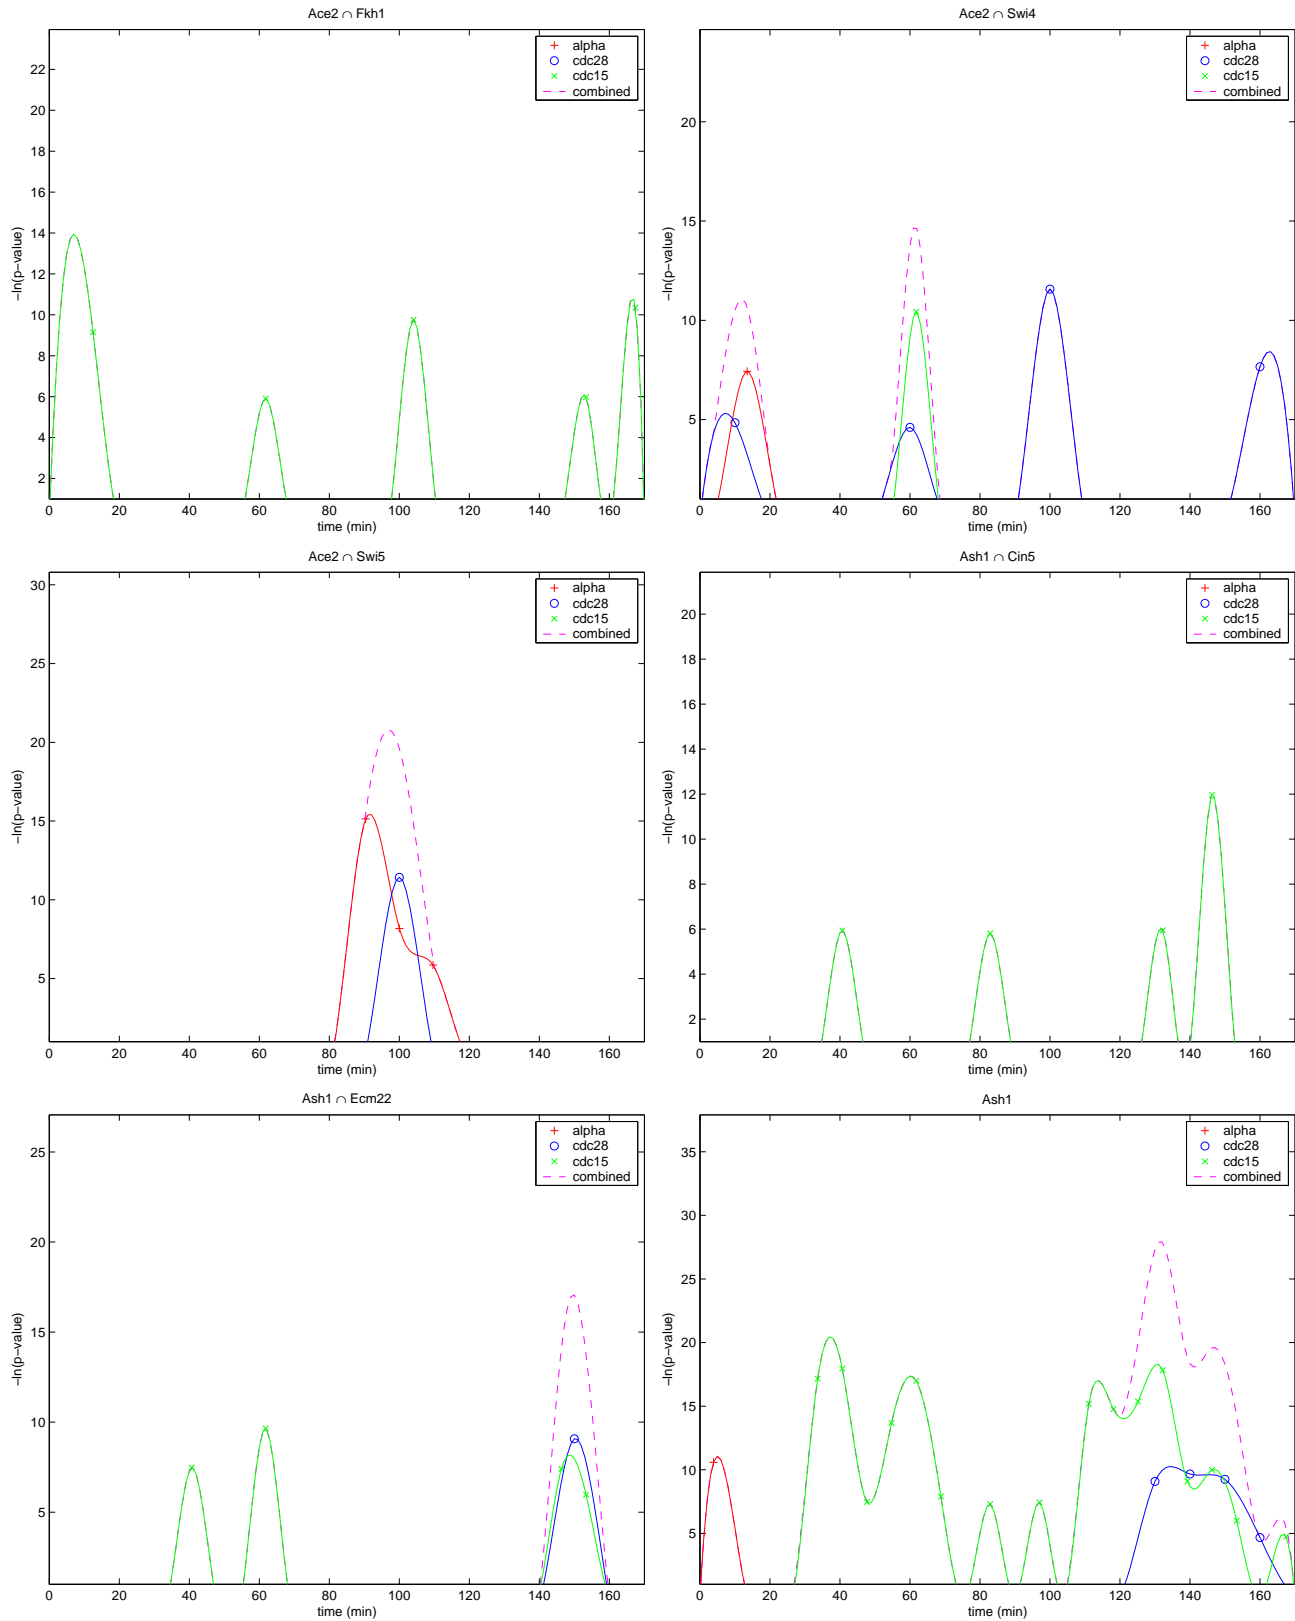 Ace2 ∩ Fkh1
alpha
cdc28
cdc15
combined
−ln(p−value)
22
20
18
16
14
12
10
8
6
4
2
0 20 40 60 80 100 120 140 160
time (min)
Ace2 ∩ Swi4
alpha
cdc28
cdc15
combined
−ln(p−value)
20
15
10
5
0 20 40 60 80 100 120 140 160
time (min)
Ace2 ∩ Swi5
alpha
cdc28
cdc15
combined
−ln(p−value)
30
25
20
15
10
5
0 20 40 60 80 100 120 140 160
time (min)
Ash1 ∩ Cin5
alpha
cdc28
cdc15
combined
−ln(p−value)
20
18
16
14
12
10
8
6
4
2
0 20 40 60 80 100 120 140 160
time (min)
Ash1 ∩ Ecm22
alpha
cdc28
cdc15
combined
−ln(p−value)
25
20
15
10
5
0 20 40 60 80 100 120 140 160
time (min)
Ash1
alpha
cdc28
cdc15
combined
−ln(p−value)
35
30
25
20
15
10
5
0 20 40 60 80 100 120 140 160
time (min)